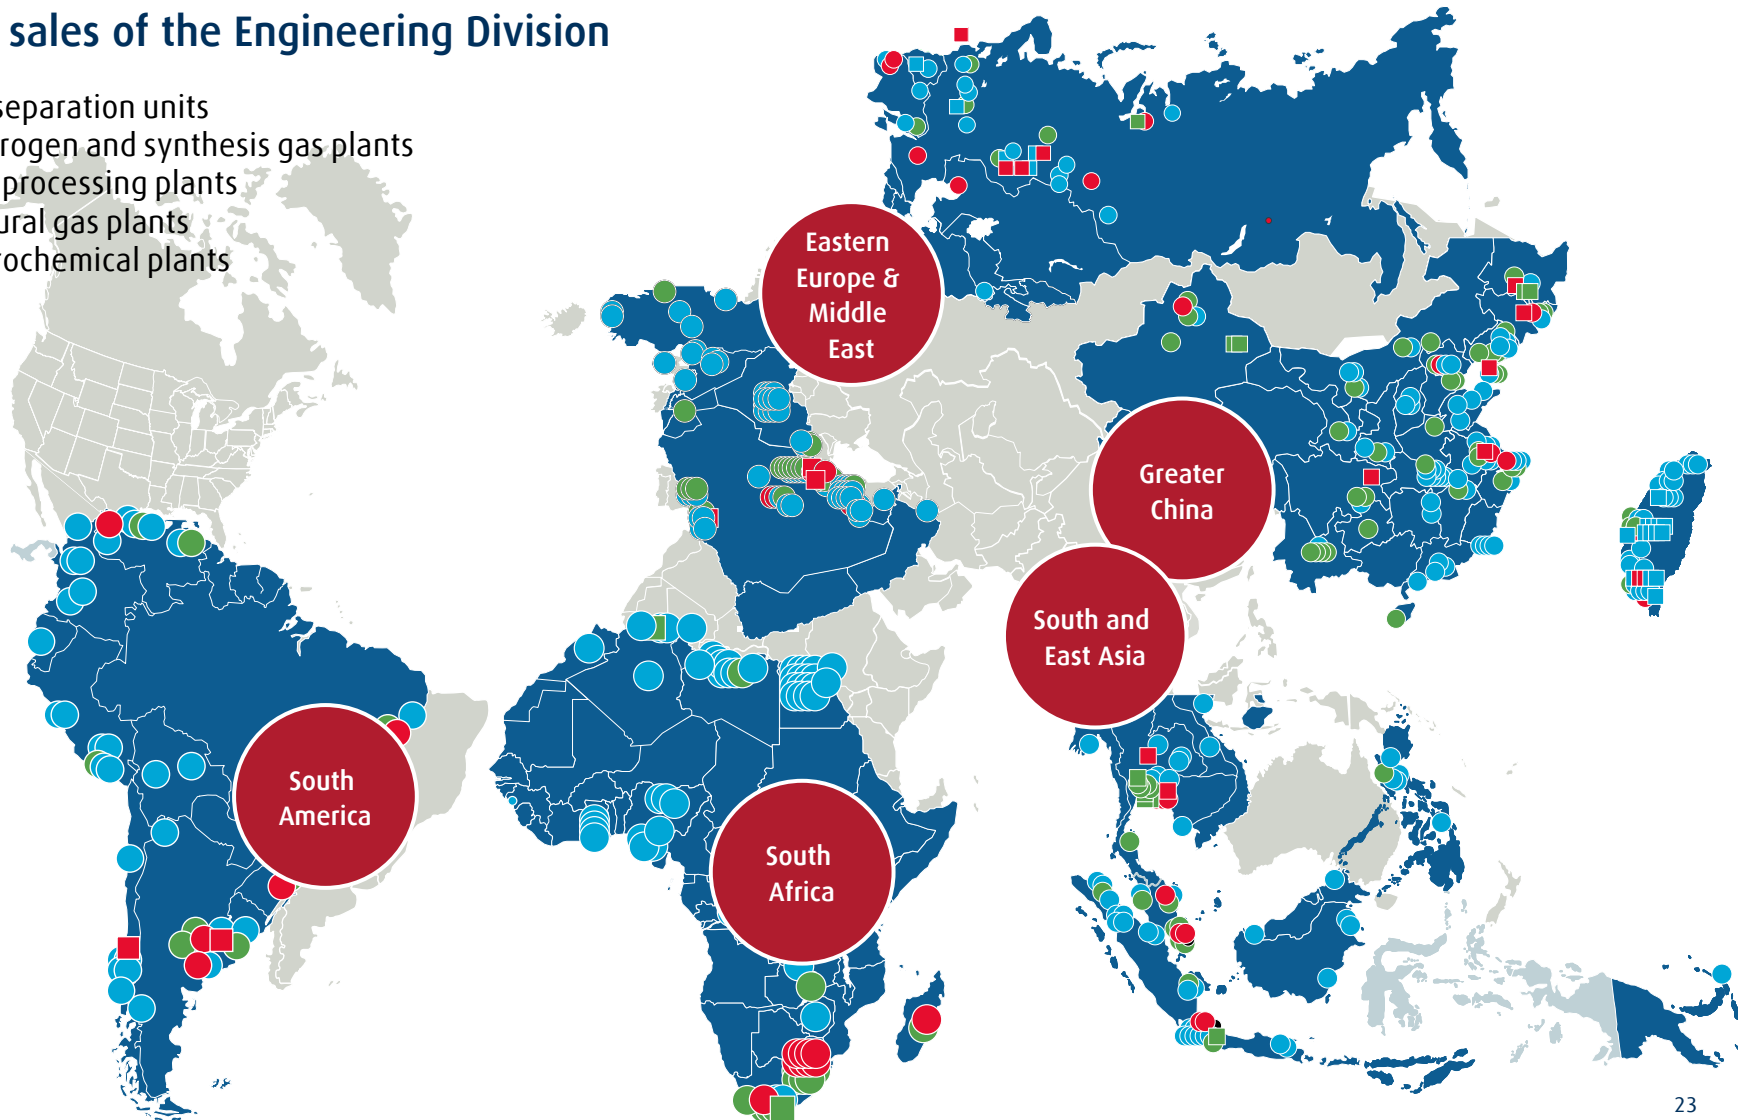 sales of the Engineering Division
separation units
rogen and synthesis gas plants
processing plants
ural gas plants
rochemical plants
Eastern
Europe &
Middle
East
Greater
China
South and
East Asia
South
America
South
Africa
23